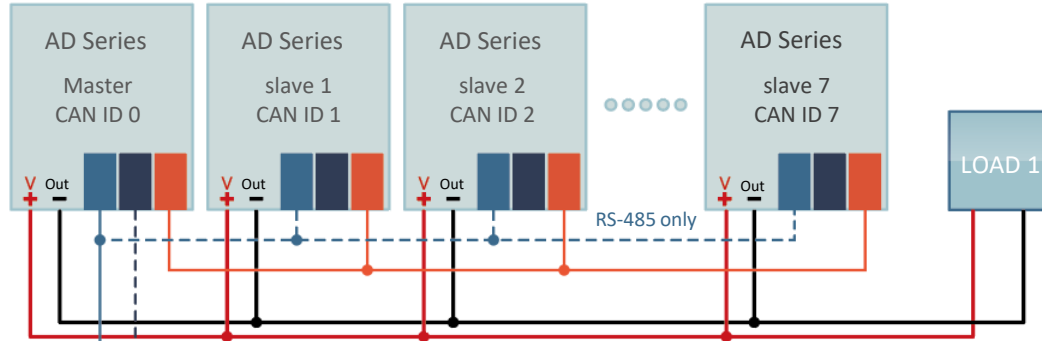 AD Series
Master
CAN ID 0
V Out
+ −
AD Series
slave 1
CAN ID 1
V Out
+ −
AD Series
slave 2
CAN ID 2
V Out
+ −
AD Series
slave 7
CAN ID 7
V Out
+ −
LOAD 1
RS-485 only